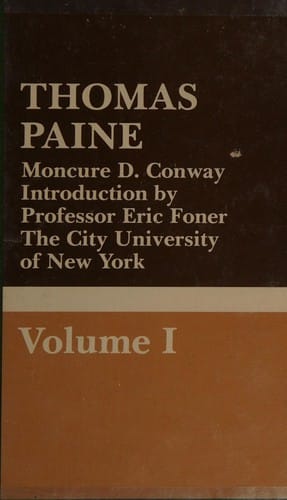 THOMAS
PAINE
Moncure D. Conway
Introduction by
Professor Eric Foner
The City University
of New York
Volume I